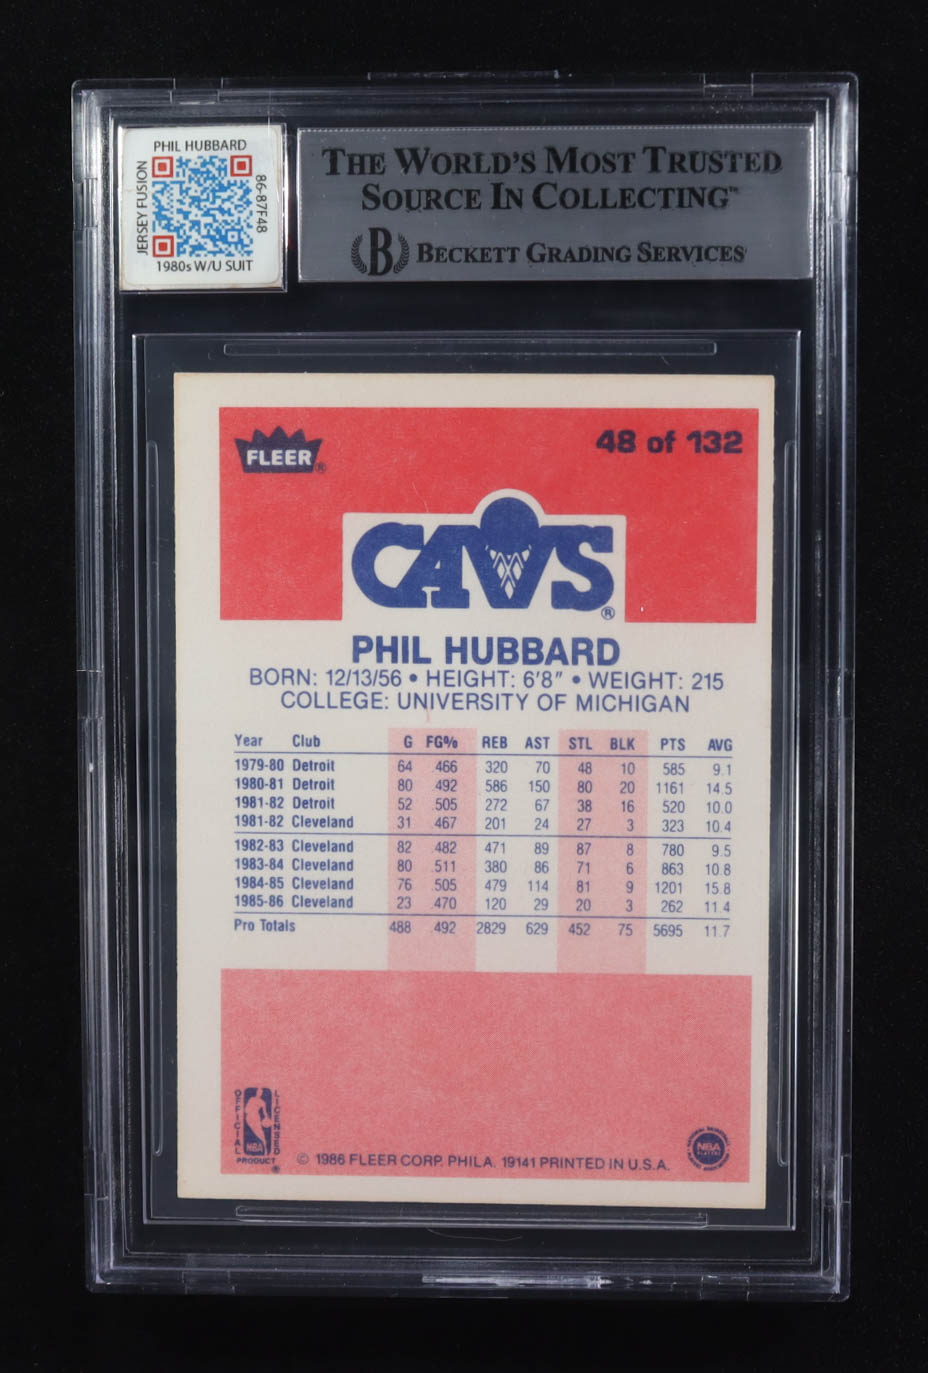 PHIL HUBBARD
JERSEY FUSION
86-87F48
1980s W/U SUIT
THE WORLD'S MOST TRUSTED
SOURCE IN COLLECTING™
B BECKETT GRADING SERVICES
FLEER®
48 of 132
CAVS®
PHIL HUBBARD
BORN: 12/13/56 • HEIGHT: 6'8" • WEIGHT: 215
COLLEGE: UNIVERSITY OF MICHIGAN
Year Club G FG% REB AST STL BLK PTS AVG
1979-80 Detroit 64 .466 320 70 48 10 585 9.1
1980-81 Detroit 80 .492 586 150 80 20 1161 14.5
1981-82 Detroit 52 .505 272 67 38 16 520 10.0
1981-82 Cleveland 31 .467 201 24 27 3 323 10.4
1982-83 Cleveland 82 .482 471 89 87 8 780 9.5
1983-84 Cleveland 80 .511 380 86 71 6 863 10.8
1984-85 Cleveland 76 .505 479 114 81 9 1201 15.8
1985-86 Cleveland 23 .470 120 29 20 3 262 11.4
Pro Totals 488 .492 2829 629 452 75 5695 11.7
OFFICIAL
LICENSED
NBA
PRODUCT ®
© 1986 FLEER CORP. PHILA. 19141 PRINTED IN U.S.A.
NATIONAL BASKETBALL
NBA
PLAYERS